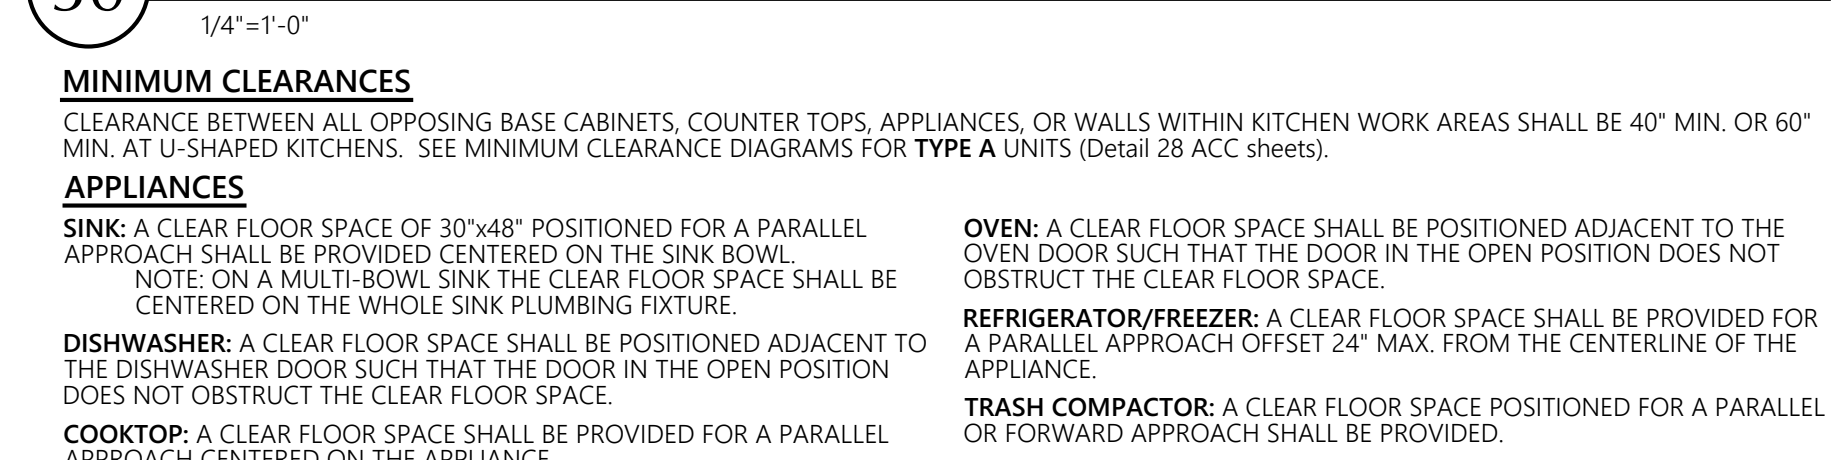 1/4"=1'-0"
MINIMUM CLEARANCES
CLEARANCE BETWEEN ALL OPPOSING BASE CABINETS, COUNTER TOPS, APPLIANCES, OR WALLS WITHIN KITCHEN WORK AREAS SHALL BE 40" MIN. OR 60"
MIN. AT U-SHAPED KITCHENS. SEE MINIMUM CLEARANCE DIAGRAMS FOR TYPE A UNITS (Detail 28 ACC sheets).
APPLIANCES
SINK: A CLEAR FLOOR SPACE OF 30"x48" POSITIONED FOR A PARALLEL
APPROACH SHALL BE PROVIDED CENTERED ON THE SINK BOWL.
NOTE: ON A MULTI-BOWL SINK THE CLEAR FLOOR SPACE SHALL BE
CENTERED ON THE WHOLE SINK PLUMBING FIXTURE.
DISHWASHER: A CLEAR FLOOR SPACE SHALL BE POSITIONED ADJACENT TO
THE DISHWASHER DOOR SUCH THAT THE DOOR IN THE OPEN POSITION
DOES NOT OBSTRUCT THE CLEAR FLOOR SPACE.
COOKTOP: A CLEAR FLOOR SPACE SHALL BE PROVIDED FOR A PARALLEL
APPROACH CENTERED ON THE APPLIANCE.
OVEN: A CLEAR FLOOR SPACE SHALL BE POSITIONED ADJACENT TO THE
OVEN DOOR SUCH THAT THE DOOR IN THE OPEN POSITION DOES NOT
OBSTRUCT THE CLEAR FLOOR SPACE.
REFRIGERATOR/FREEZER: A CLEAR FLOOR SPACE SHALL BE PROVIDED FOR
A PARALLEL APPROACH OFFSET 24" MAX. FROM THE CENTERLINE OF THE
APPLIANCE.
TRASH COMPACTOR: A CLEAR FLOOR SPACE POSITIONED FOR A PARALLEL
OR FORWARD APPROACH SHALL BE PROVIDED.